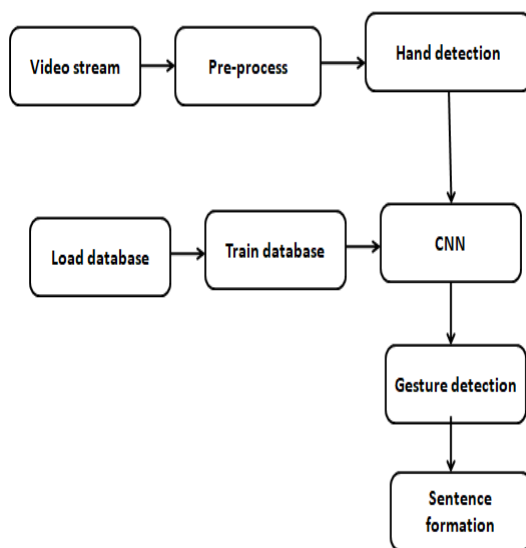 Video stream
Pre-process
Hand detection
Load database
Train database
CNN
Gesture detection
Sentence
formation